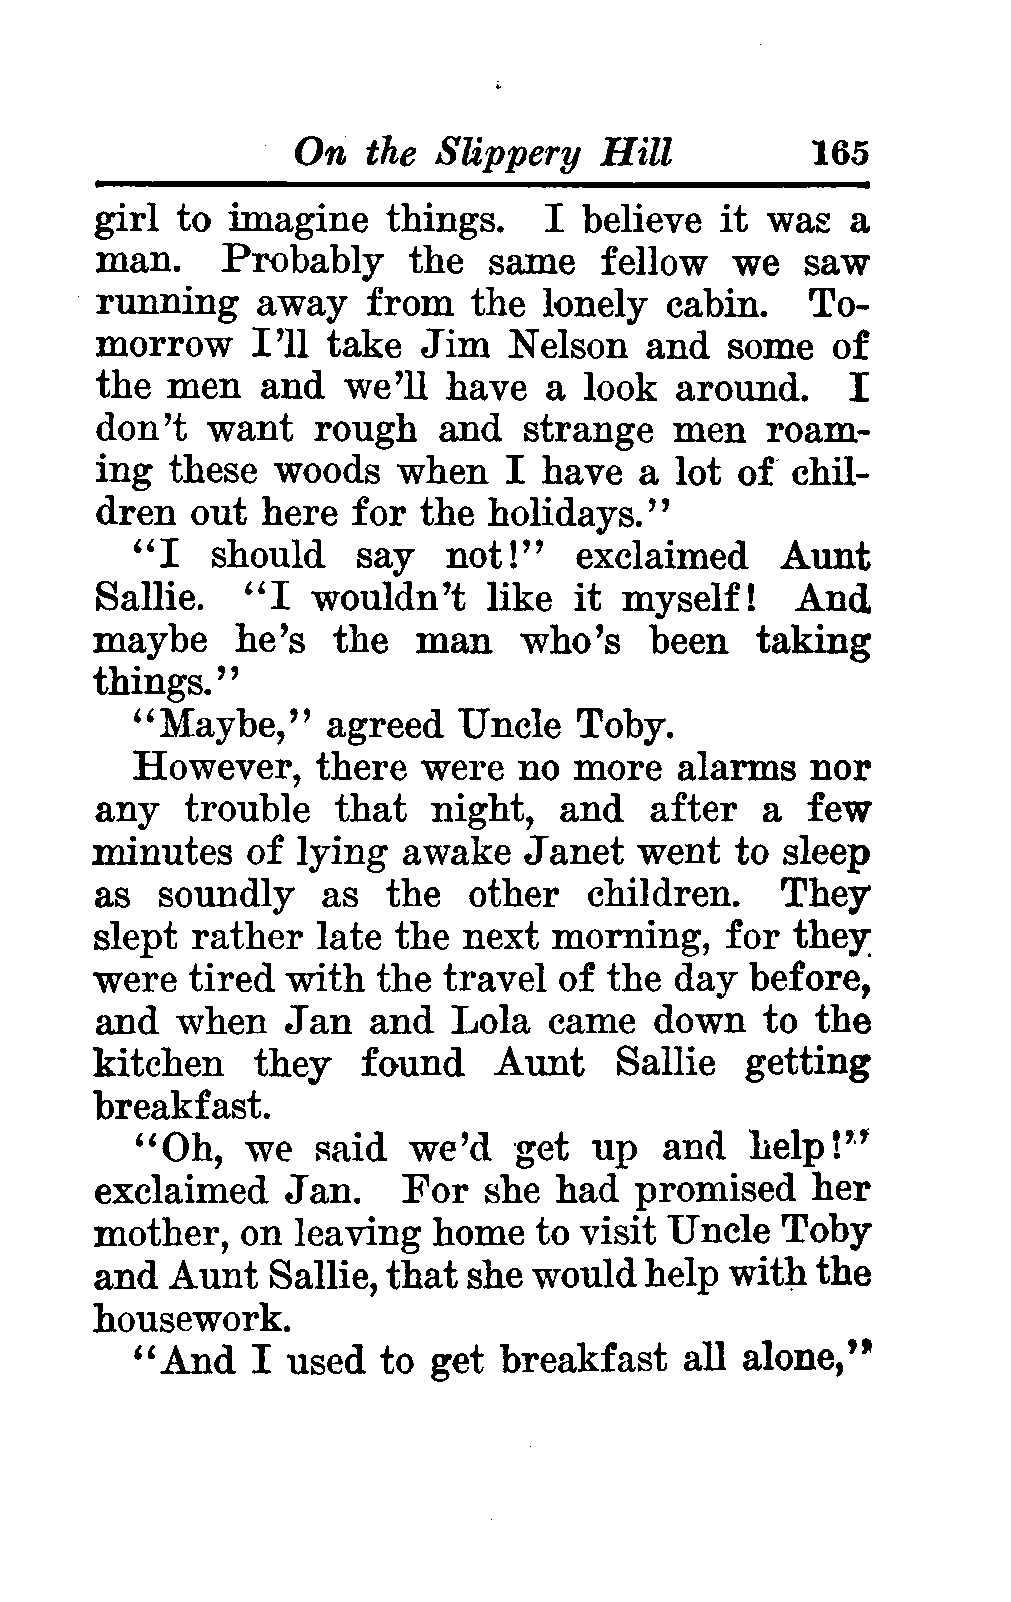 On the Slippery Hill 165
girl to imagine things. I believe it was a
man. Probably the same fellow we saw
running away from the lonely cabin. To-
morrow I'll take Jim Nelson and some of
the men and we'll have a look around. I
don't want rough and strange men roam-
ing these woods when I have a lot of chil-
dren out here for the holidays."
"I should say not!" exclaimed Aunt
Sallie. "I wouldn't like it myself! And
maybe he's the man who's been taking
things."
"Maybe," agreed Uncle Toby.
However, there were no more alarms nor
any trouble that night, and after a few
minutes of lying awake Janet went to sleep
as soundly as the other children. They
slept rather late the next morning, for they
were tired with the travel of the day before,
and when Jan and Lola came down to the
kitchen they found Aunt Sallie getting
breakfast.
"Oh, we said we'd get up and help!"
exclaimed Jan. For she had promised her
mother, on leaving home to visit Uncle Toby
and Aunt Sallie, that she would help with the
housework.
"And I used to get breakfast all alone,"